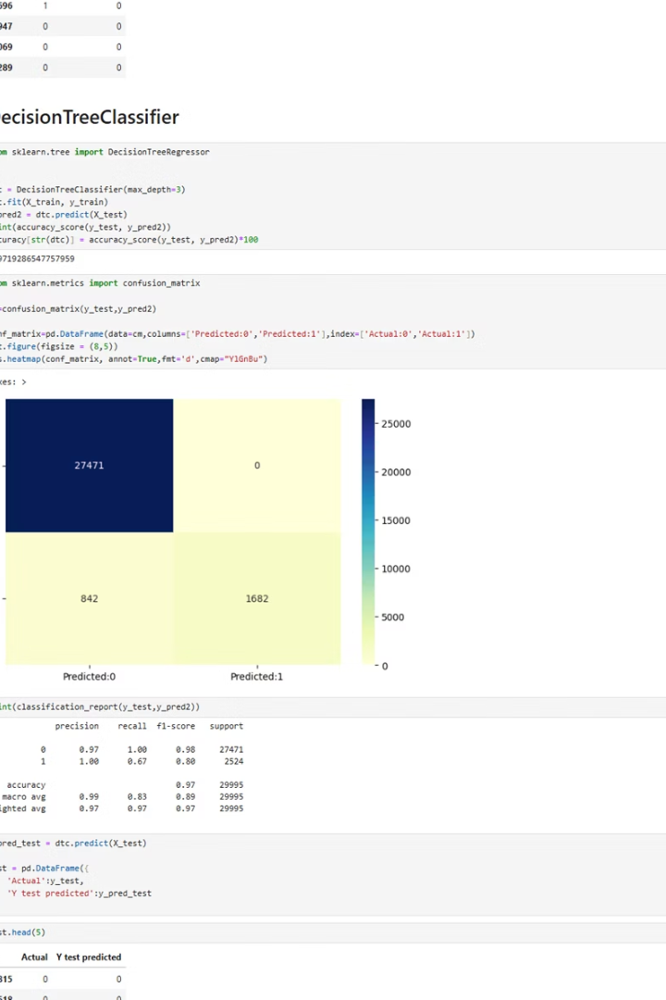 696 1 0
947 0 0
069 0 0
289 0 0
ecisionTreeClassifier
om sklearn.tree import DecisionTreeRegressor
c = DecisionTreeClassifier(max_depth=3)
c.fit(X_train, y_train)
pred2 = dtc.predict(X_test)
int(accuracy_score(y_test, y_pred2))
curacy[str(dtc)] = accuracy_score(y_test, y_pred2)*100
9719286547757959
om sklearn.metrics import confusion_matrix
=confusion_matrix(y_test,y_pred2)
nf_matrix=pd.DataFrame(data=cm,columns=['Predicted:0','Predicted:1'],index=['Actual:0','Actual:1'])
t.figure(figsize = (8,5))
s.heatmap(conf_matrix, annot=True,fmt='d',cmap="YlGnBu")
xes: >
27471 0
842 1682
Predicted:0 Predicted:1
25000
20000
15000
10000
5000
0
int(classification_report(y_test,y_pred2))
precision recall f1-score support
0 0.97 1.00 0.98 27471
1 1.00 0.67 0.80 2524
accuracy 0.97 29995
macro avg 0.99 0.83 0.89 29995
ighted avg 0.97 0.97 0.97 29995
pred_test = dtc.predict(X_test)
st = pd.DataFrame({
'Actual':y_test,
'Y test predicted':y_pred_test
st.head(5)
Actual Y test predicted
815 0 0
518 0 0